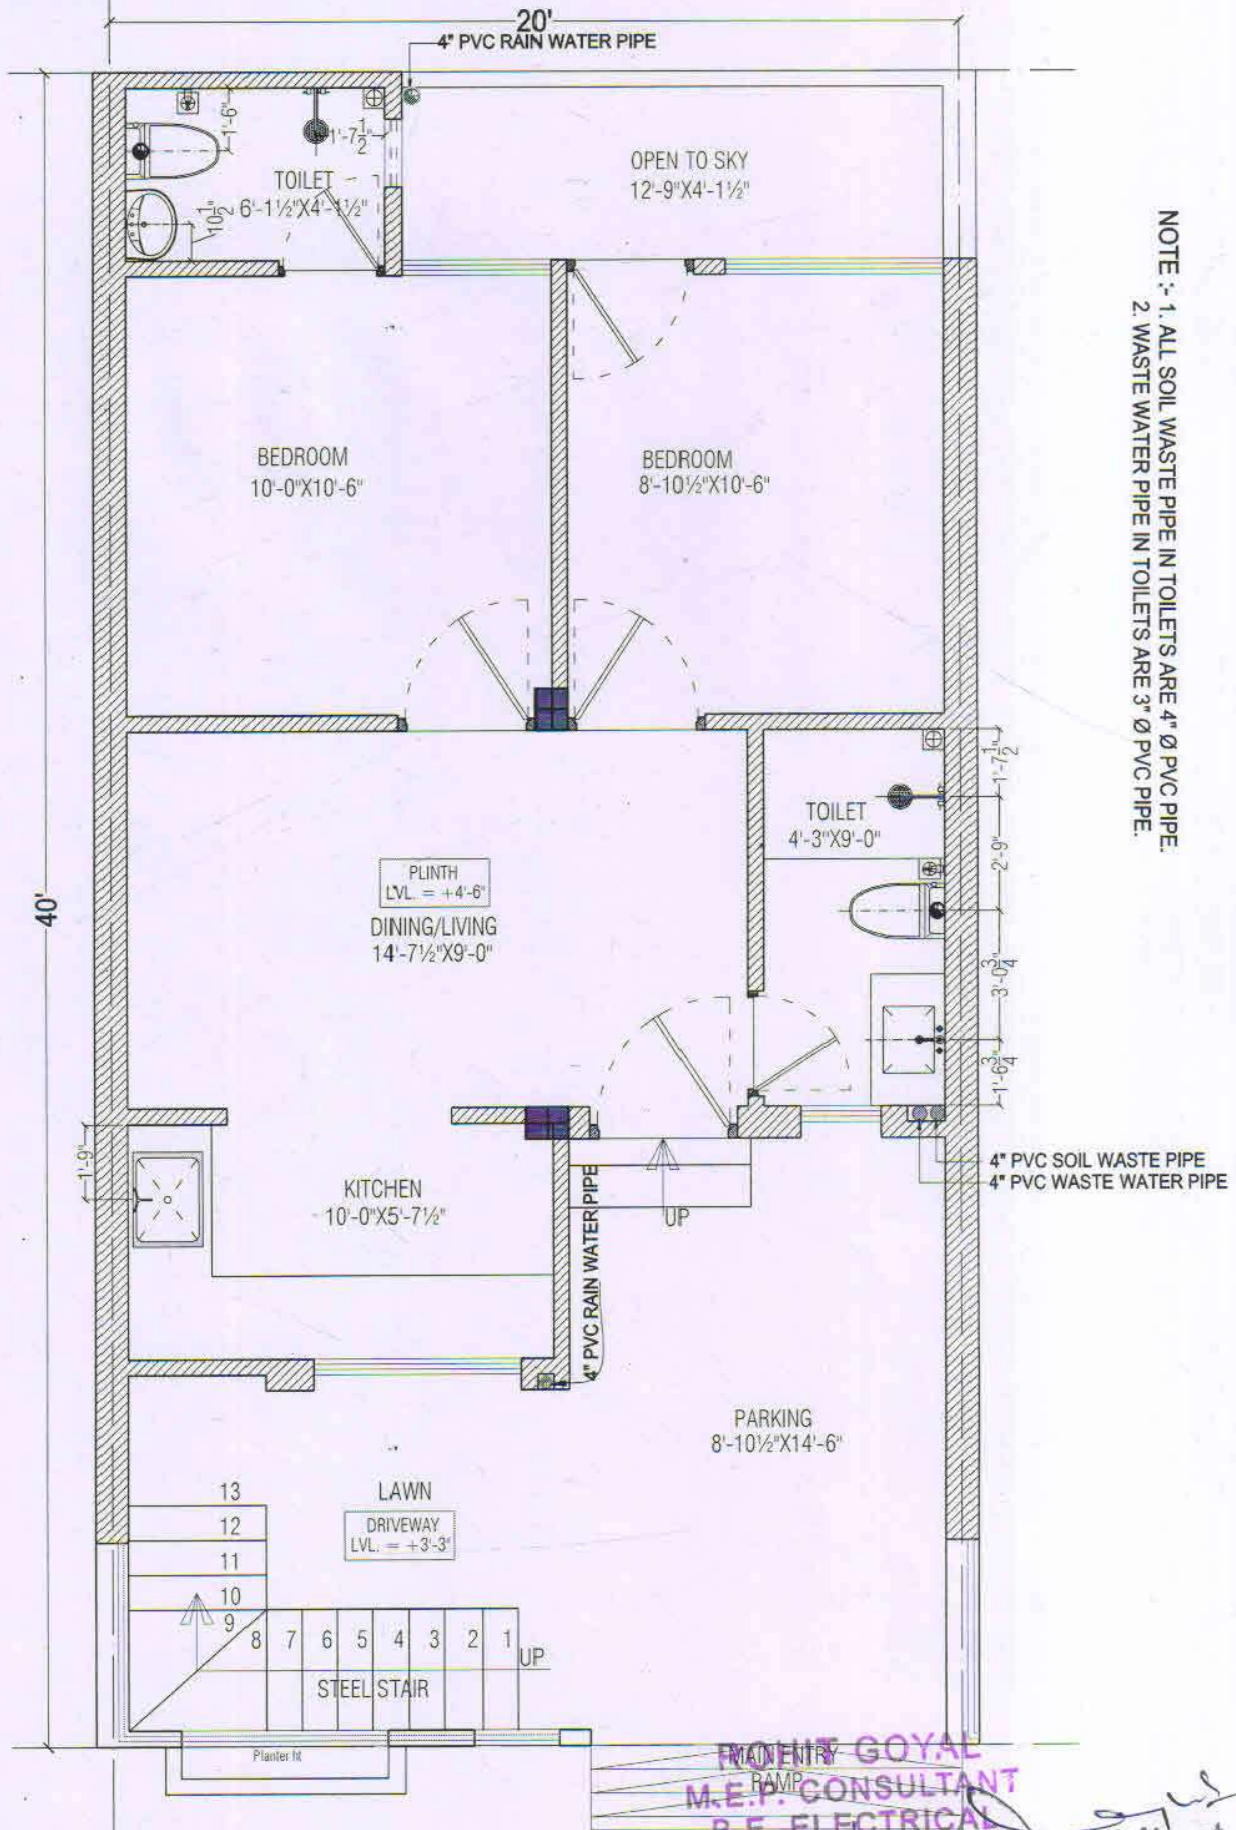 20'
4" PVC RAIN WATER PIPE
1'-6"
1'-7½"
TOILET
6'-1½"X4'-1½"
10½"
OPEN TO SKY
12'-9"X4'-1½"
NOTE :- 1. ALL SOIL WASTE PIPE IN TOILETS ARE 4" Ø PVC PIPE.
2. WASTE WATER PIPE IN TOILETS ARE 3" Ø PVC PIPE.
BEDROOM
10'-0"X10'-6"
BEDROOM
8'-10½"X10'-6"
40'
1'-7½"
TOILET
4'-3"X9'-0"
2'-9"
PLINTH
LVL. = +4'-6"
DINING/LIVING
14'-7½"X9'-0"
3'-0¾"
1'-6¾"
1'-9"
4" PVC SOIL WASTE PIPE
4" PVC WASTE WATER PIPE
KITCHEN
10'-0"X5'-7½"
4" PVC RAIN WATER PIPE
UP
PARKING
8'-10½"X14'-6"
LAWN
DRIVEWAY
LVL. = +3'-3"
13
12
11
10
9
8 7 6 5 4 3 2 1
UP
STEEL STAIR
Planter ht
MAIN ENTRY
RAMP
ROHIT GOYAL
M.E.P. CONSULTANT
B.E. ELECTRICAL